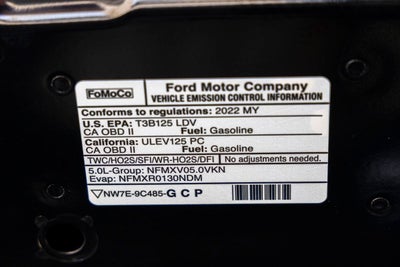 FoMoCo
Ford Motor Company
VEHICLE EMISSION CONTROL INFORMATION
Conforms to regulations: 2022 MY
U.S. EPA: T3B125 LDV
CA OBD II Fuel: Gasoline
California: ULEV125 PC
CA OBD II Fuel: Gasoline
TWC/HO2S/SFI/WR-HO2S/DFI No adjustments needed.
5.0L-Group: NFMXV05.0VKN
Evap: NFMXR0130NDM
NW7E-9C485-GCP